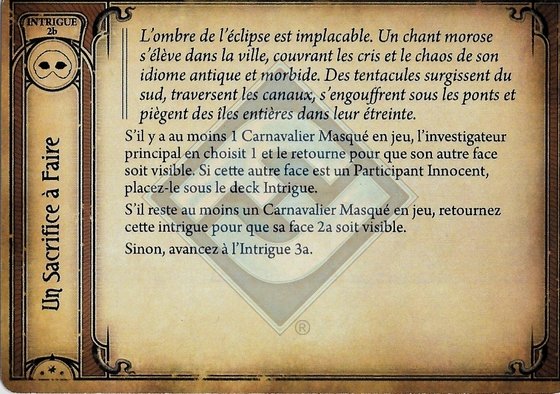 INTRIGUE
2b
Un Sacrifice à Faire
L'ombre de l'éclipse est implacable. Un chant morose
s'élève dans la ville, couvrant les cris et le chaos de son
idiome antique et morbide. Des tentacules surgissent du
sud, traversent les canaux, s'engouffrent sous les ponts et
piègent des îles entières dans leur étreinte.
S'il y a au moins 1 Carnavalier Masqué en jeu, l'investigateur
principal en choisit 1 et le retourne pour que son autre face
soit visible. Si cette autre face est un Participant Innocent,
placez-le sous le deck Intrigue.
S'il reste au moins un Carnavalier Masqué en jeu, retournez
cette intrigue pour que sa face 2a soit visible.
Sinon, avancez à l'Intrigue 3a.
®